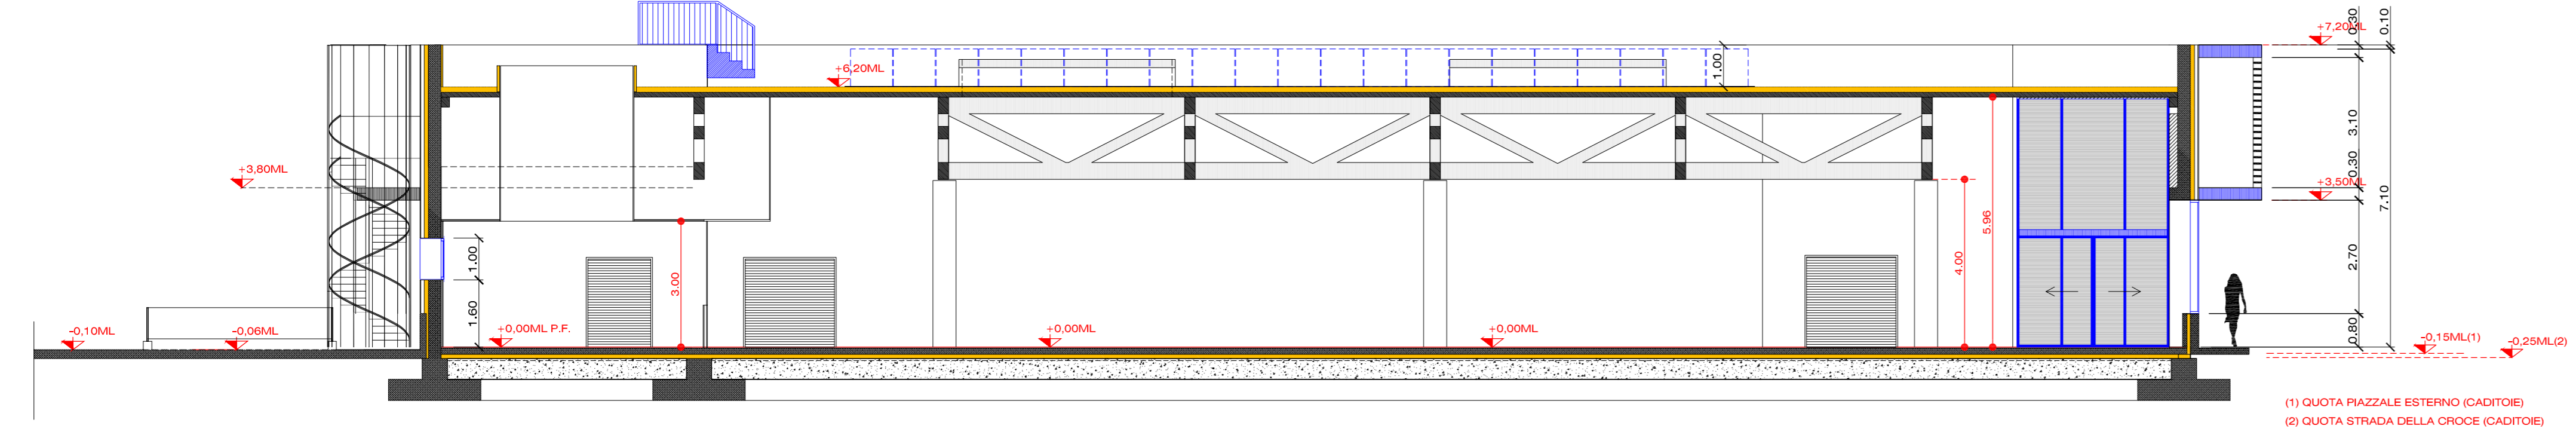 +7,20ML
0.30
0.10
+6,20ML
1.00
3.10
+3,80ML
0.30
+3,50ML
7.10
5.96
1.00
3.00
4.00
2.70
1.60
-0,10ML
-0,06ML
+0,00ML P.F.
+0,00ML
+0,00ML
0.80
-0,15ML(1)
-0,25ML(2)
(1) QUOTA PIAZZALE ESTERNO (CADITOIE)
(2) QUOTA STRADA DELLA CROCE (CADITOIE)